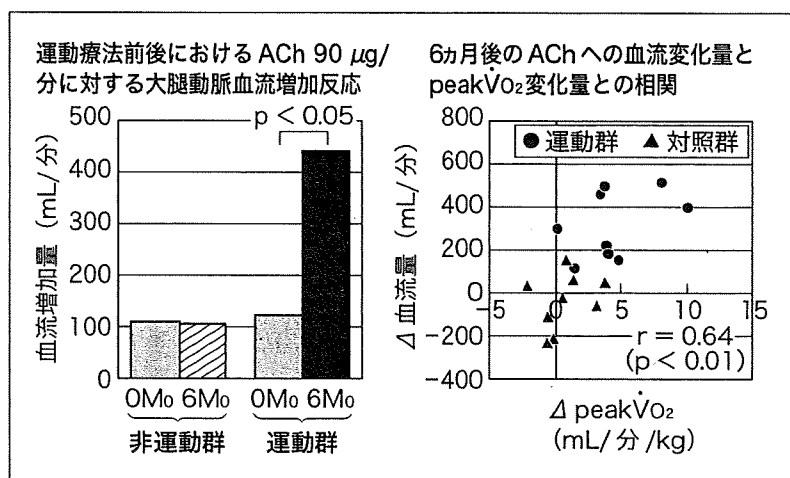 運動療法前後における ACh 90 μg/
分に対する大腿動脈血流増加反応
血流増加量 (mL/分)
500
400
300
200
100
0
p < 0.05
0Mo 6Mo
0Mo 6Mo
非運動群
運動群
6ヵ月後の AChへの血流変化量と
peakV̇O₂変化量との相関
Δ血流量 (mL/分)
800
600
400
200
0
−200
−400
● 運動群 ▲ 対照群
−5 0 5 10 15
r = 0.64
(p < 0.01)
Δ peakV̇O₂
(mL/分/kg)